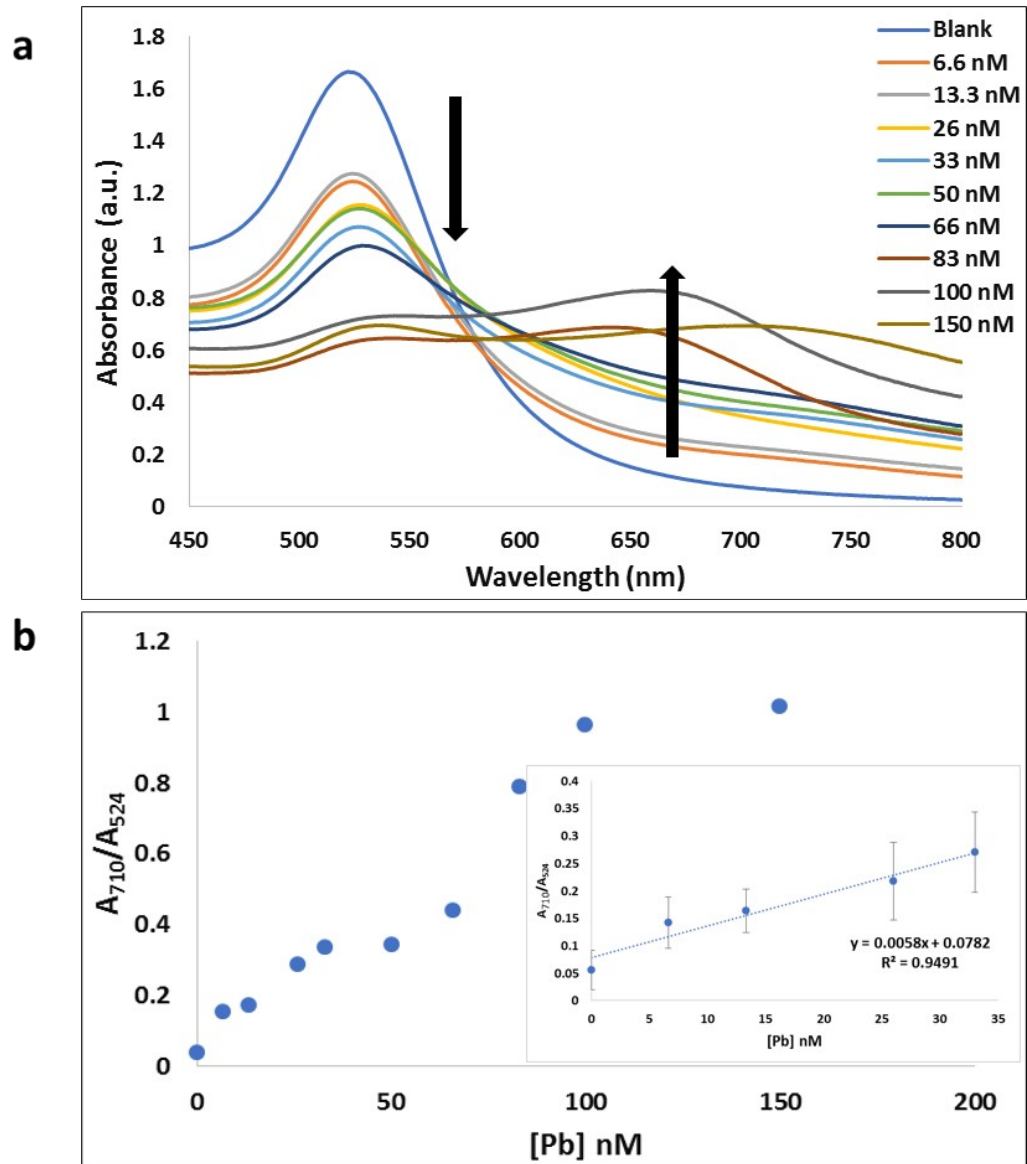 a
1.8
1.6
1.4
1.2
1
0.8
0.6
0.4
0.2
0
Absorbance (a.u.)
450 500 550 600 650 700 750 800
Wavelength (nm)
Blank
6.6 nM
13.3 nM
26 nM
33 nM
50 nM
66 nM
83 nM
100 nM
150 nM
b
1.2
1
0.8
0.6
0.4
0.2
0
A710/A524
0 50 100 150 200
[Pb] nM
0.4
0.35
0.3
0.25
0.2
0.15
0.1
0.05
0
A710/A524
y = 0.0058x + 0.0782
R² = 0.9491
0 5 10 15 20 25 30 35
[Pb] nM